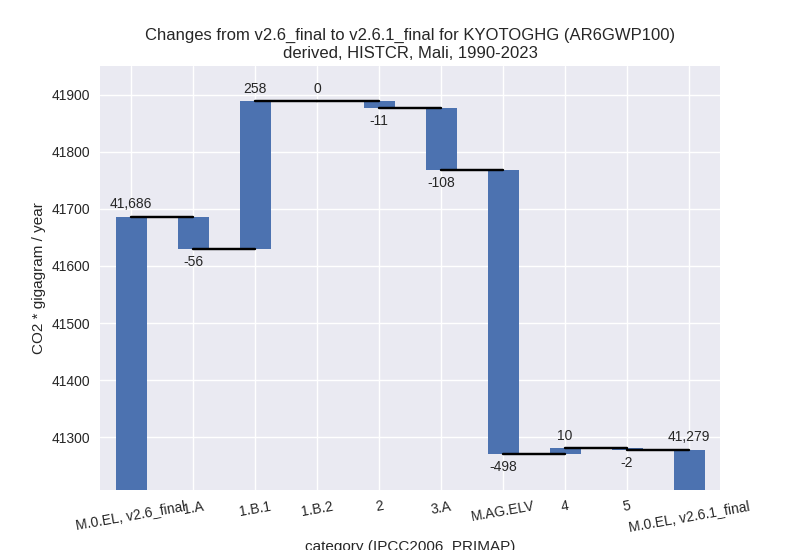 Changes from v2.6_final to v2.6.1_final for KYOTOGHG (AR6GWP100)
derived, HISTCR, Mali, 1990-2023
CO2 * gigagram / year
41900
41800
41700
41600
41500
41400
41300
41,686
-56
258
0
-11
-108
-498
10
-2
41,279
M.0.EL, v2.6_final
1.A
1.B.1
1.B.2
2
3.A
M.AG.ELV
4
5
M.0.EL, v2.6.1_final
category (IPCC2006_PRIMAP)